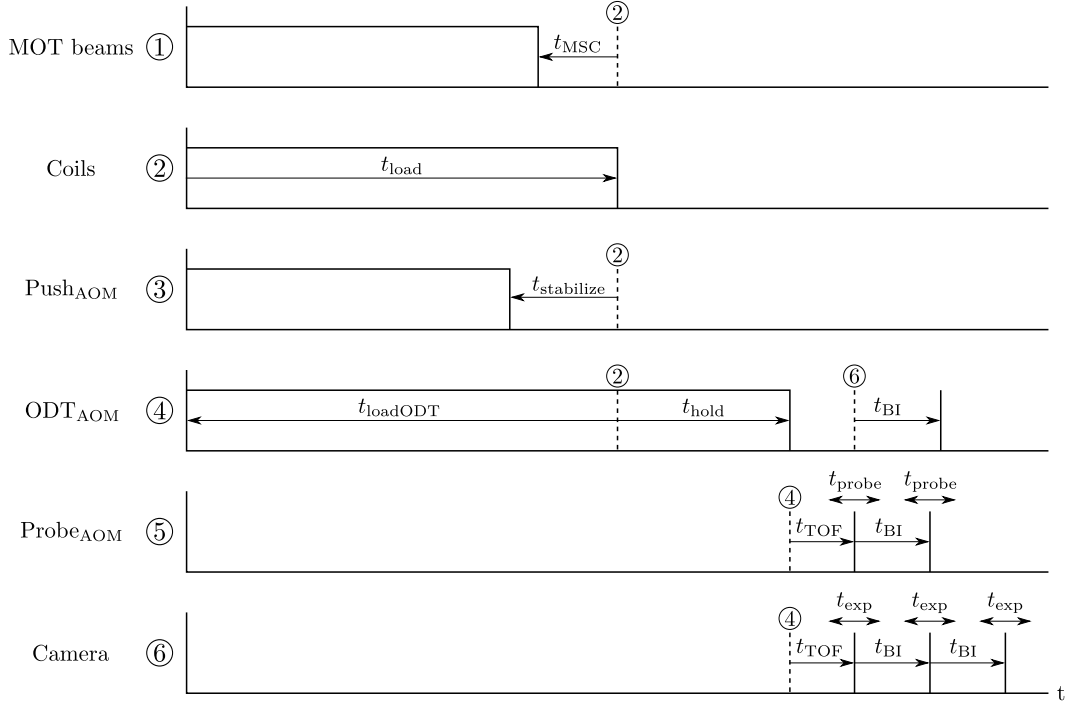 ②
MOT beams ① t_MSC
Coils ② t_load
②
Push_AOM ③ t_stabilize
② ⑥
ODT_AOM ④ t_loadODT t_hold t_BI
t_probe t_probe
④
Probe_AOM ⑤ t_TOF t_BI
t_exp t_exp t_exp
④
Camera ⑥ t_TOF t_BI t_BI
t